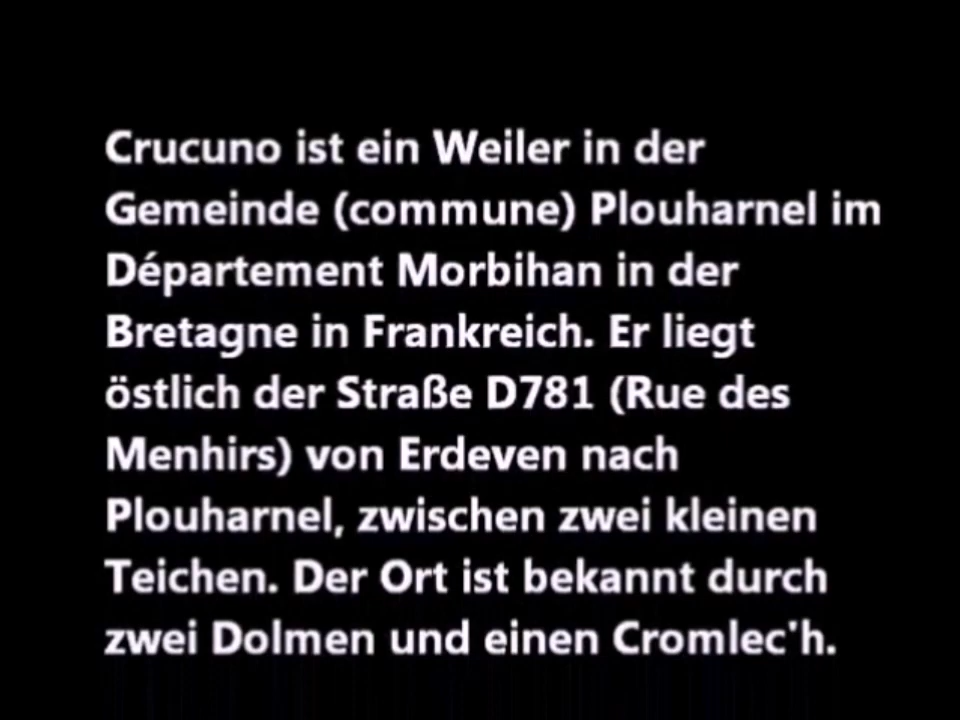 Crucuno ist ein Weiler in der
Gemeinde (commune) Plouharnel im
Département Morbihan in der
Bretagne in Frankreich. Er liegt
östlich der Straße D781 (Rue des
Menhirs) von Erdeven nach
Plouharnel, zwischen zwei kleinen
Teichen. Der Ort ist bekannt durch
zwei Dolmen und einen Cromlec'h.